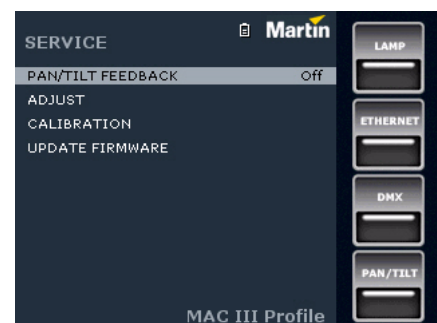 SERVICE
Martin
PAN/TILT FEEDBACK Off
ADJUST
CALIBRATION
UPDATE FIRMWARE
MAC III Profile
LAMP
ETHERNET
DMX
PAN/TILT